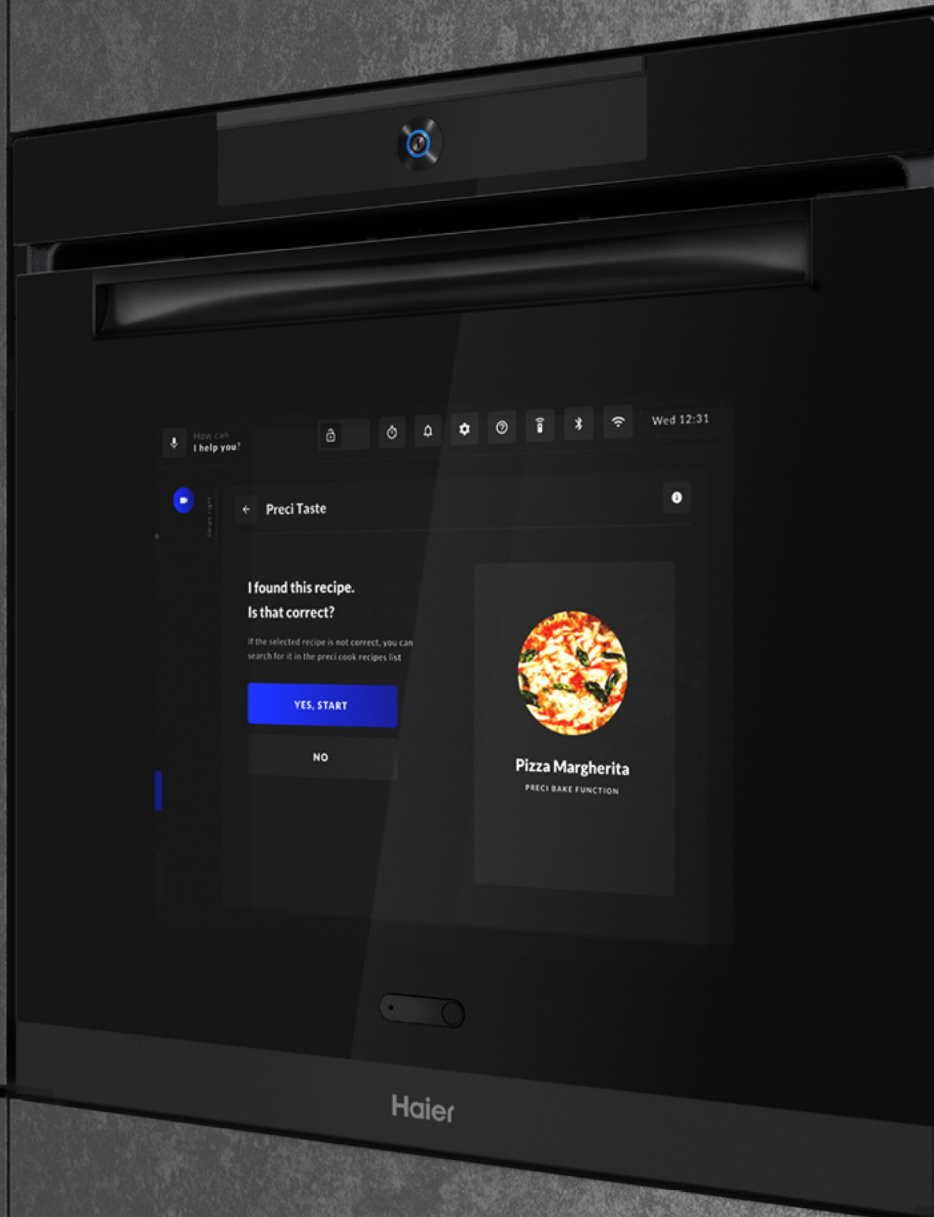 How can
I help you?
Wed 12:31
Preci Taste
I found this recipe.
Is that correct?
If the selected recipe is not correct, you can
search for it in the preci cook recipes list
YES, START
NO
Pizza Margherita
PRECI BAKE FUNCTION
Haier